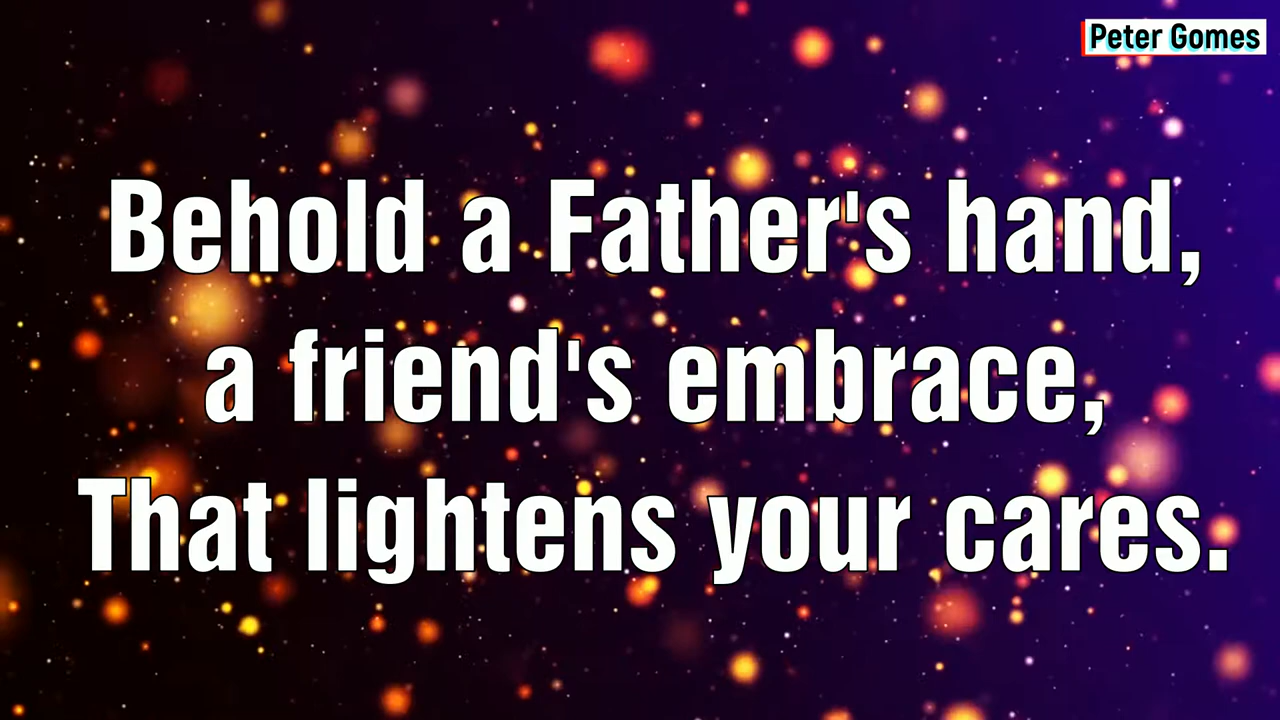 Peter Gomes
Behold a Father's hand,
a friend's embrace,
That lightens your cares.